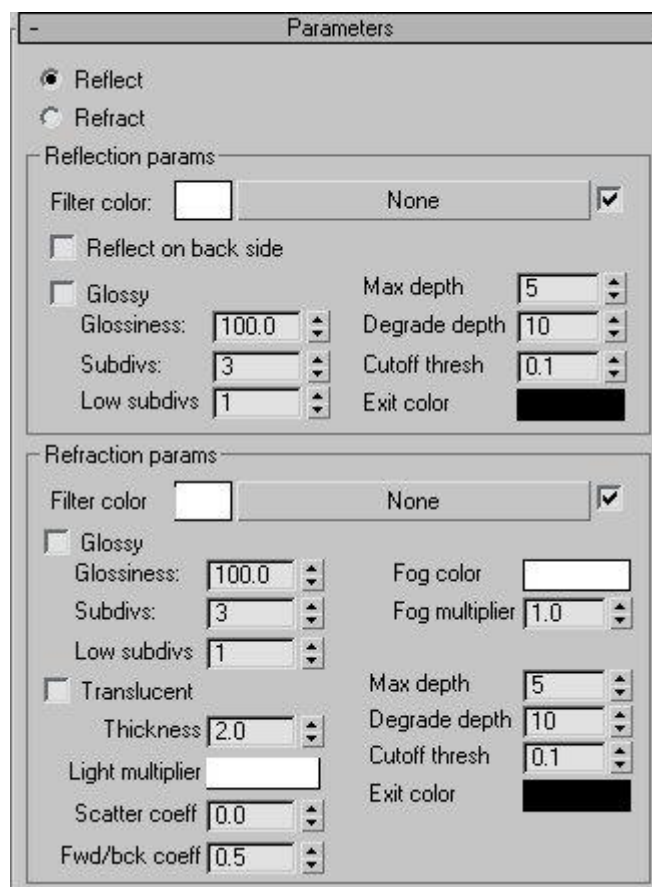 - Parameters
Reflect
Refract
Reflection params
Filter color: None
Reflect on back side
Glossy Max depth 5
Glossiness: 100.0 Degrade depth 10
Subdivs: 3 Cutoff thresh 0.1
Low subdivs 1 Exit color
Refraction params
Filter color None
Glossy
Glossiness: 100.0 Fog color
Subdivs: 3 Fog multiplier 1.0
Low subdivs 1
Translucent Max depth 5
Thickness 2.0 Degrade depth 10
Light multiplier Cutoff thresh 0.1
Scatter coeff 0.0 Exit color
Fwd/bck coeff 0.5